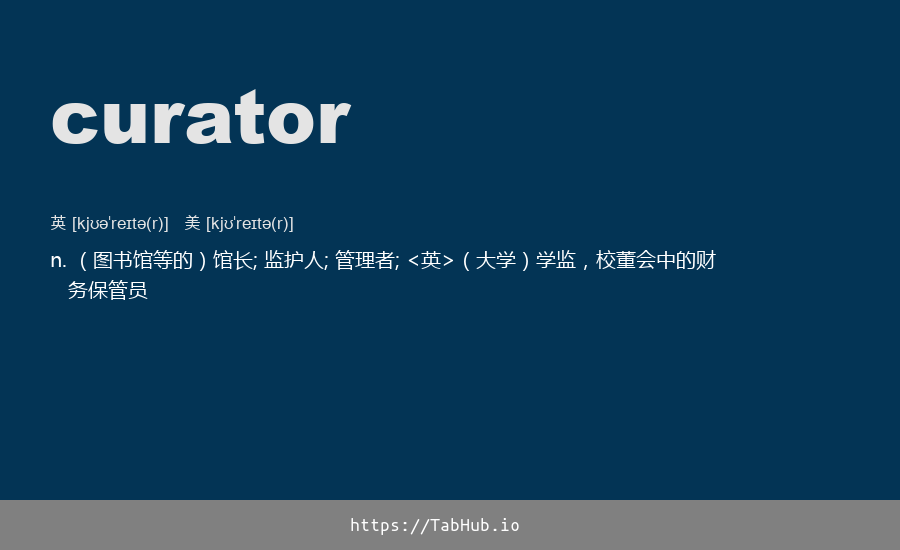 curator
英 [kjʊəˈreɪtə(r)] 美 [kjʊˈreɪtə(r)]
n. （图书馆等的）馆长; 监护人; 管理者; <英>（大学）学监，校董会中的财
务保管员
https://TabHub.io